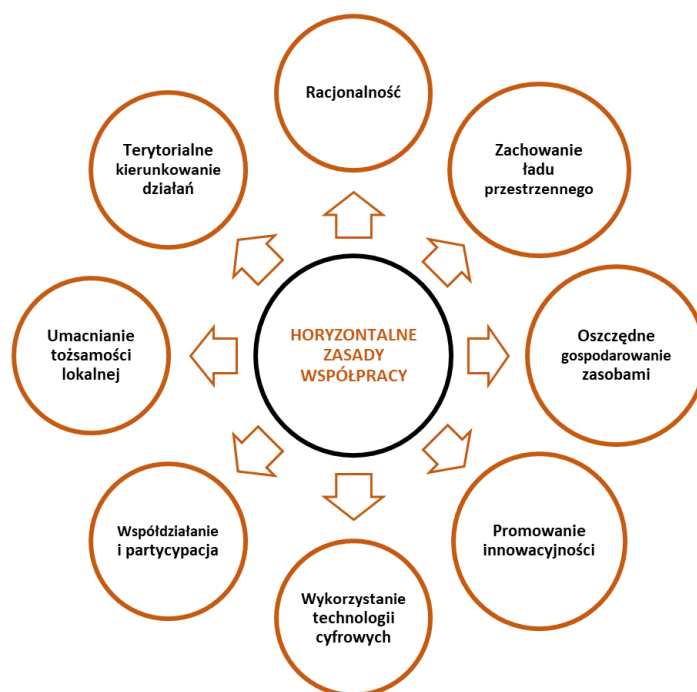 Racjonalność
Zachowanie
ładu
przestrzennego
Oszczędne
gospodarowanie
zasobami
Promowanie
innowacyjności
Wykorzystanie
technologii
cyfrowych
Współdziałanie
i partycypacja
Umacnianie
tożsamości
lokalnej
Terytorialne
kierunkowanie
działań
HORYZONTALNE
ZASADY
WSPÓŁPRACY